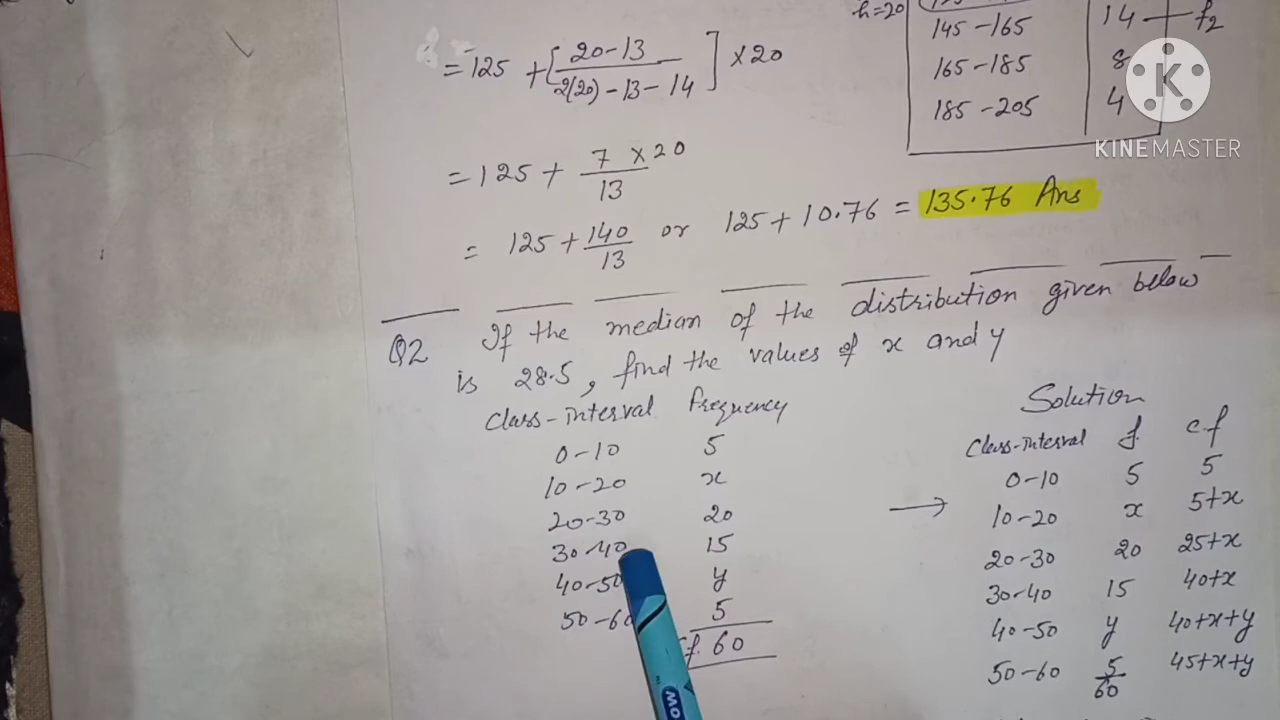 h=20
145-165 14 f2
165-185 8
185-205 4
K
KINEMASTER
= 125 + [ 20-13 / 2(20)-13-14 ] × 20
= 125 + 7 × 20 / 13
= 125 + 140/13 or 125 + 10.76 = 135.76 Ans
Q2 If the median of the distribution given below
is 28.5, find the values of x and y
Class-interval Frequency
0-10 5
10-20 x
20-30 20
30-40 15
40-50 y
50-60 5
f. 60
Solution
Class-interval f. c.f
0-10 5 5
→ 10-20 x 5+x
20-30 20 25+x
30-40 15 40+x
40-50 y 40+x+y
50-60 5 45+x+y
60